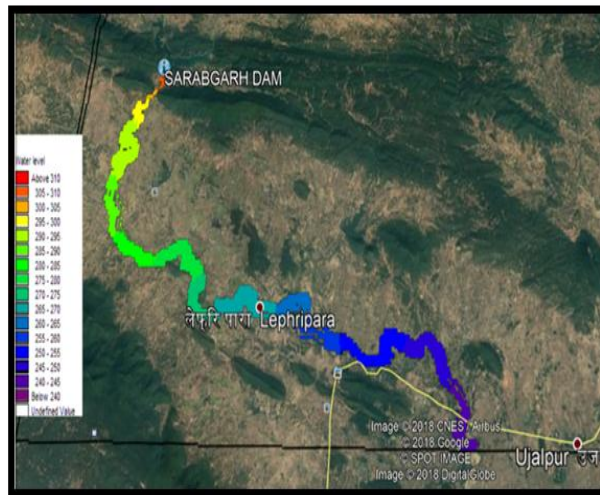 SARABGARH DAM
Water level
Above 310
305 - 310
300 - 305
295 - 300
290 - 295
285 - 290
280 - 285
275 - 280
270 - 275
265 - 270
260 - 265
255 - 260
250 - 255
245 - 250
240 - 245
Below 240
Undefined Value
Lephripara
Image © 2018 CNES / Airbus
© 2018 Google
© SPOT IMAGE
Image © 2018 DigitalGlobe
Ujalpur उज